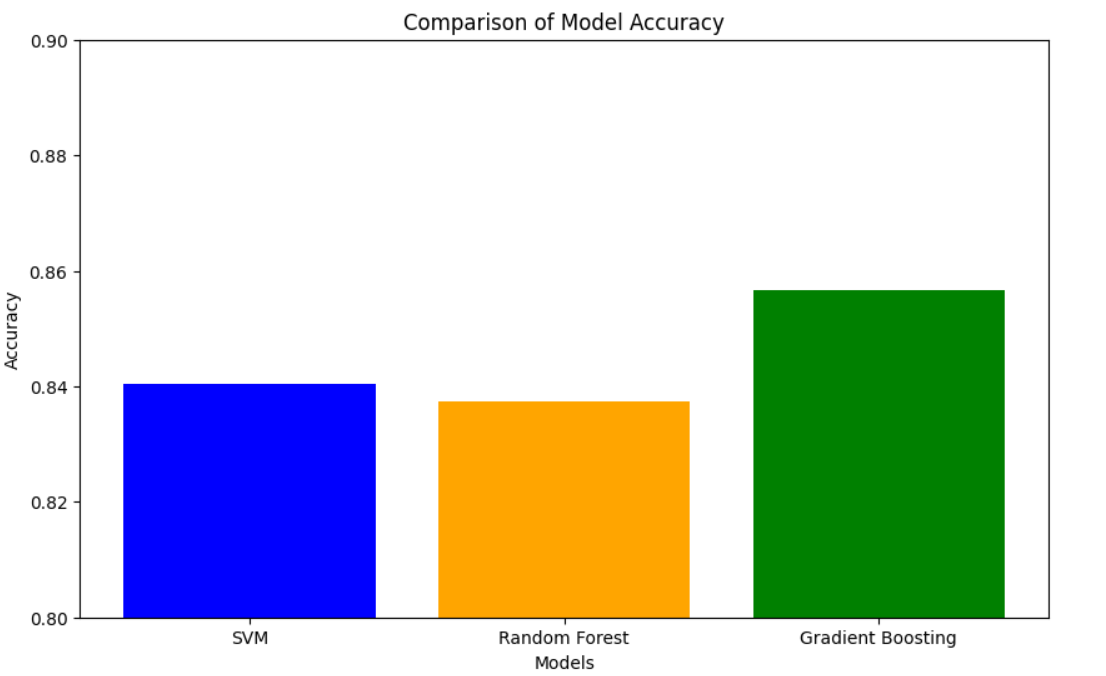 Comparison of Model Accuracy
0.90
0.88
0.86
0.84
0.82
0.80
Accuracy
SVM Random Forest Gradient Boosting
Models